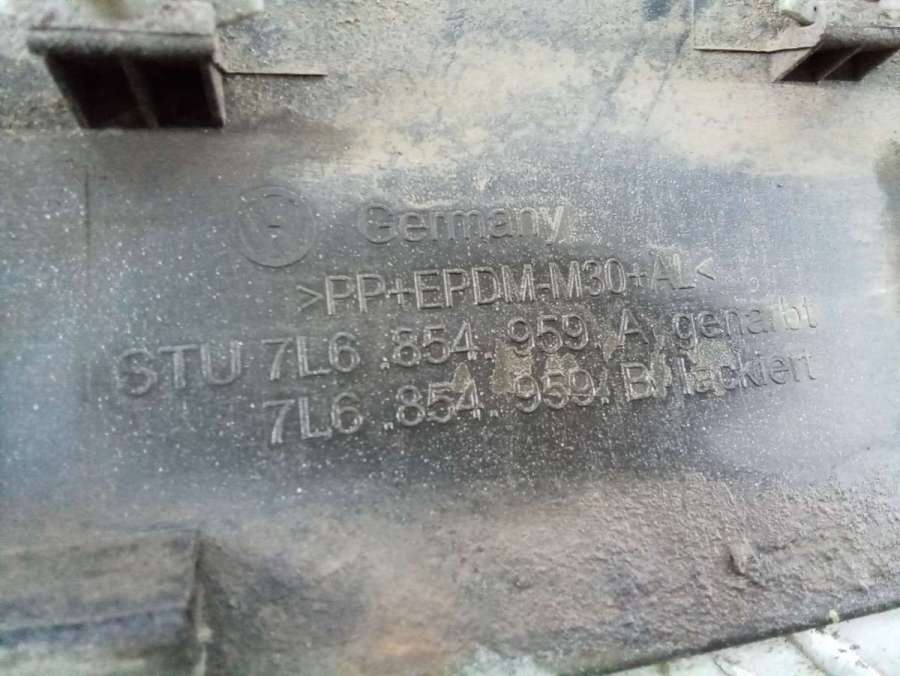 Germany
>PP+EPDM-M30+AL<
STU 7L6 .854. 959. A genarbt
7L6 .854. 959. B lackiert